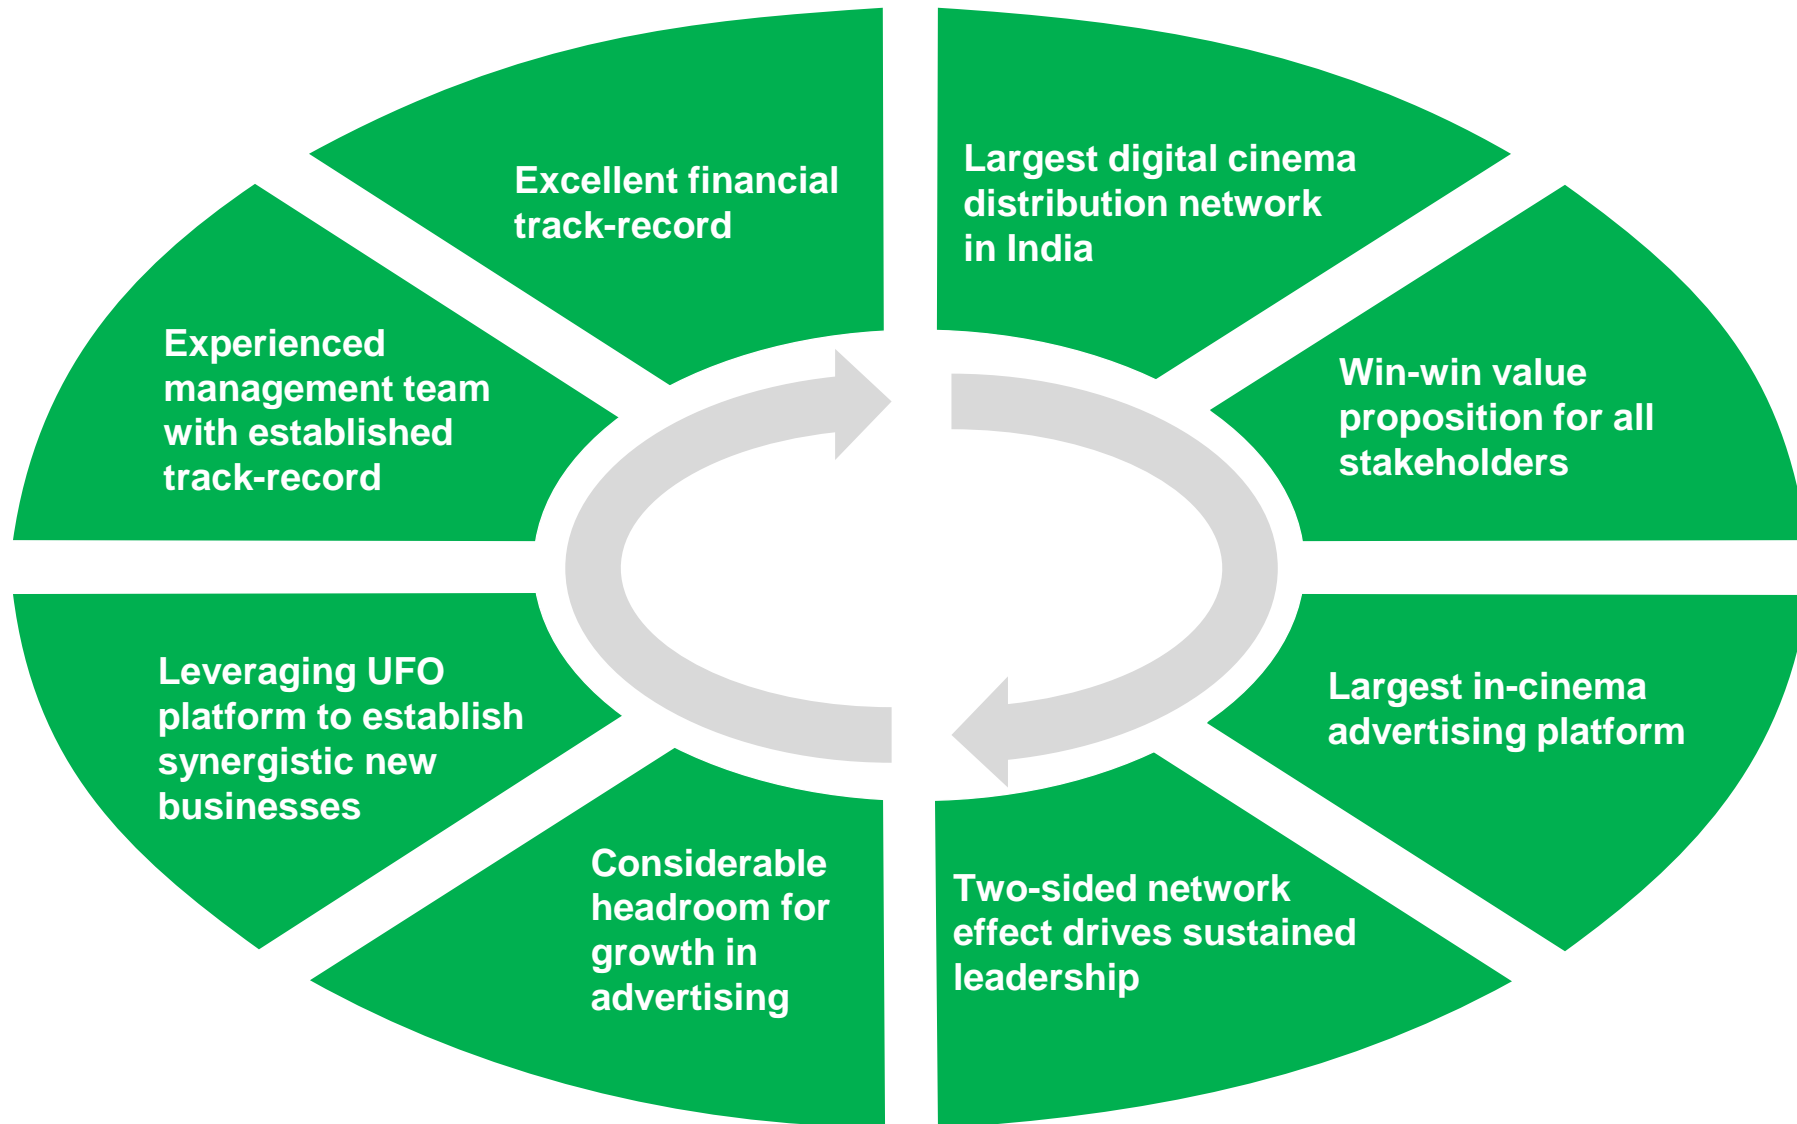 Excellent financial
track-record
Largest digital cinema
distribution network
in India
Experienced
management team
with established
track-record
Win-win value
proposition for all
stakeholders
Leveraging UFO
platform to establish
synergistic new
businesses
Largest in-cinema
advertising platform
Considerable
headroom for
growth in
advertising
Two-sided network
effect drives sustained
leadership